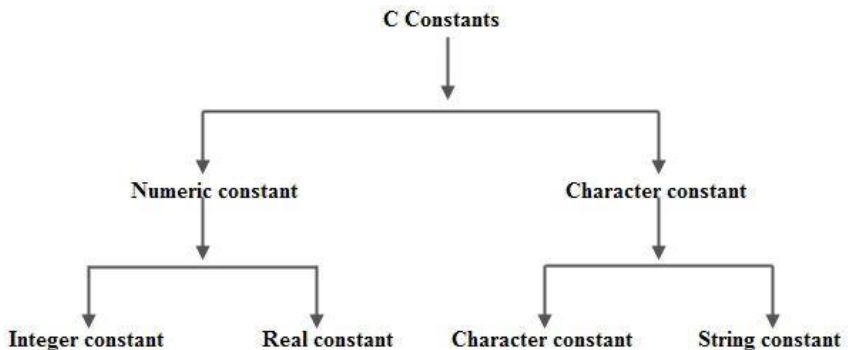 C Constants
Numeric constant
Character constant
Integer constant
Real constant
Character constant
String constant